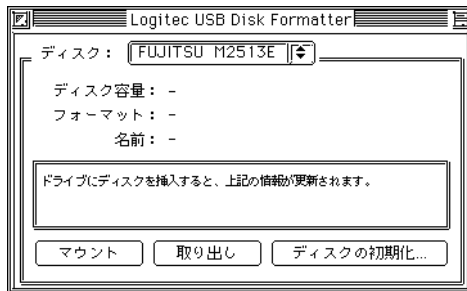 Logitec USB Disk Formatter
ディスク： FUJITSU M2513E
ディスク容量： -
フォーマット： -
名前： -
ドライブにディスクを挿入すると、上記の情報が更新されます。
マウント 取り出し ディスクの初期化...